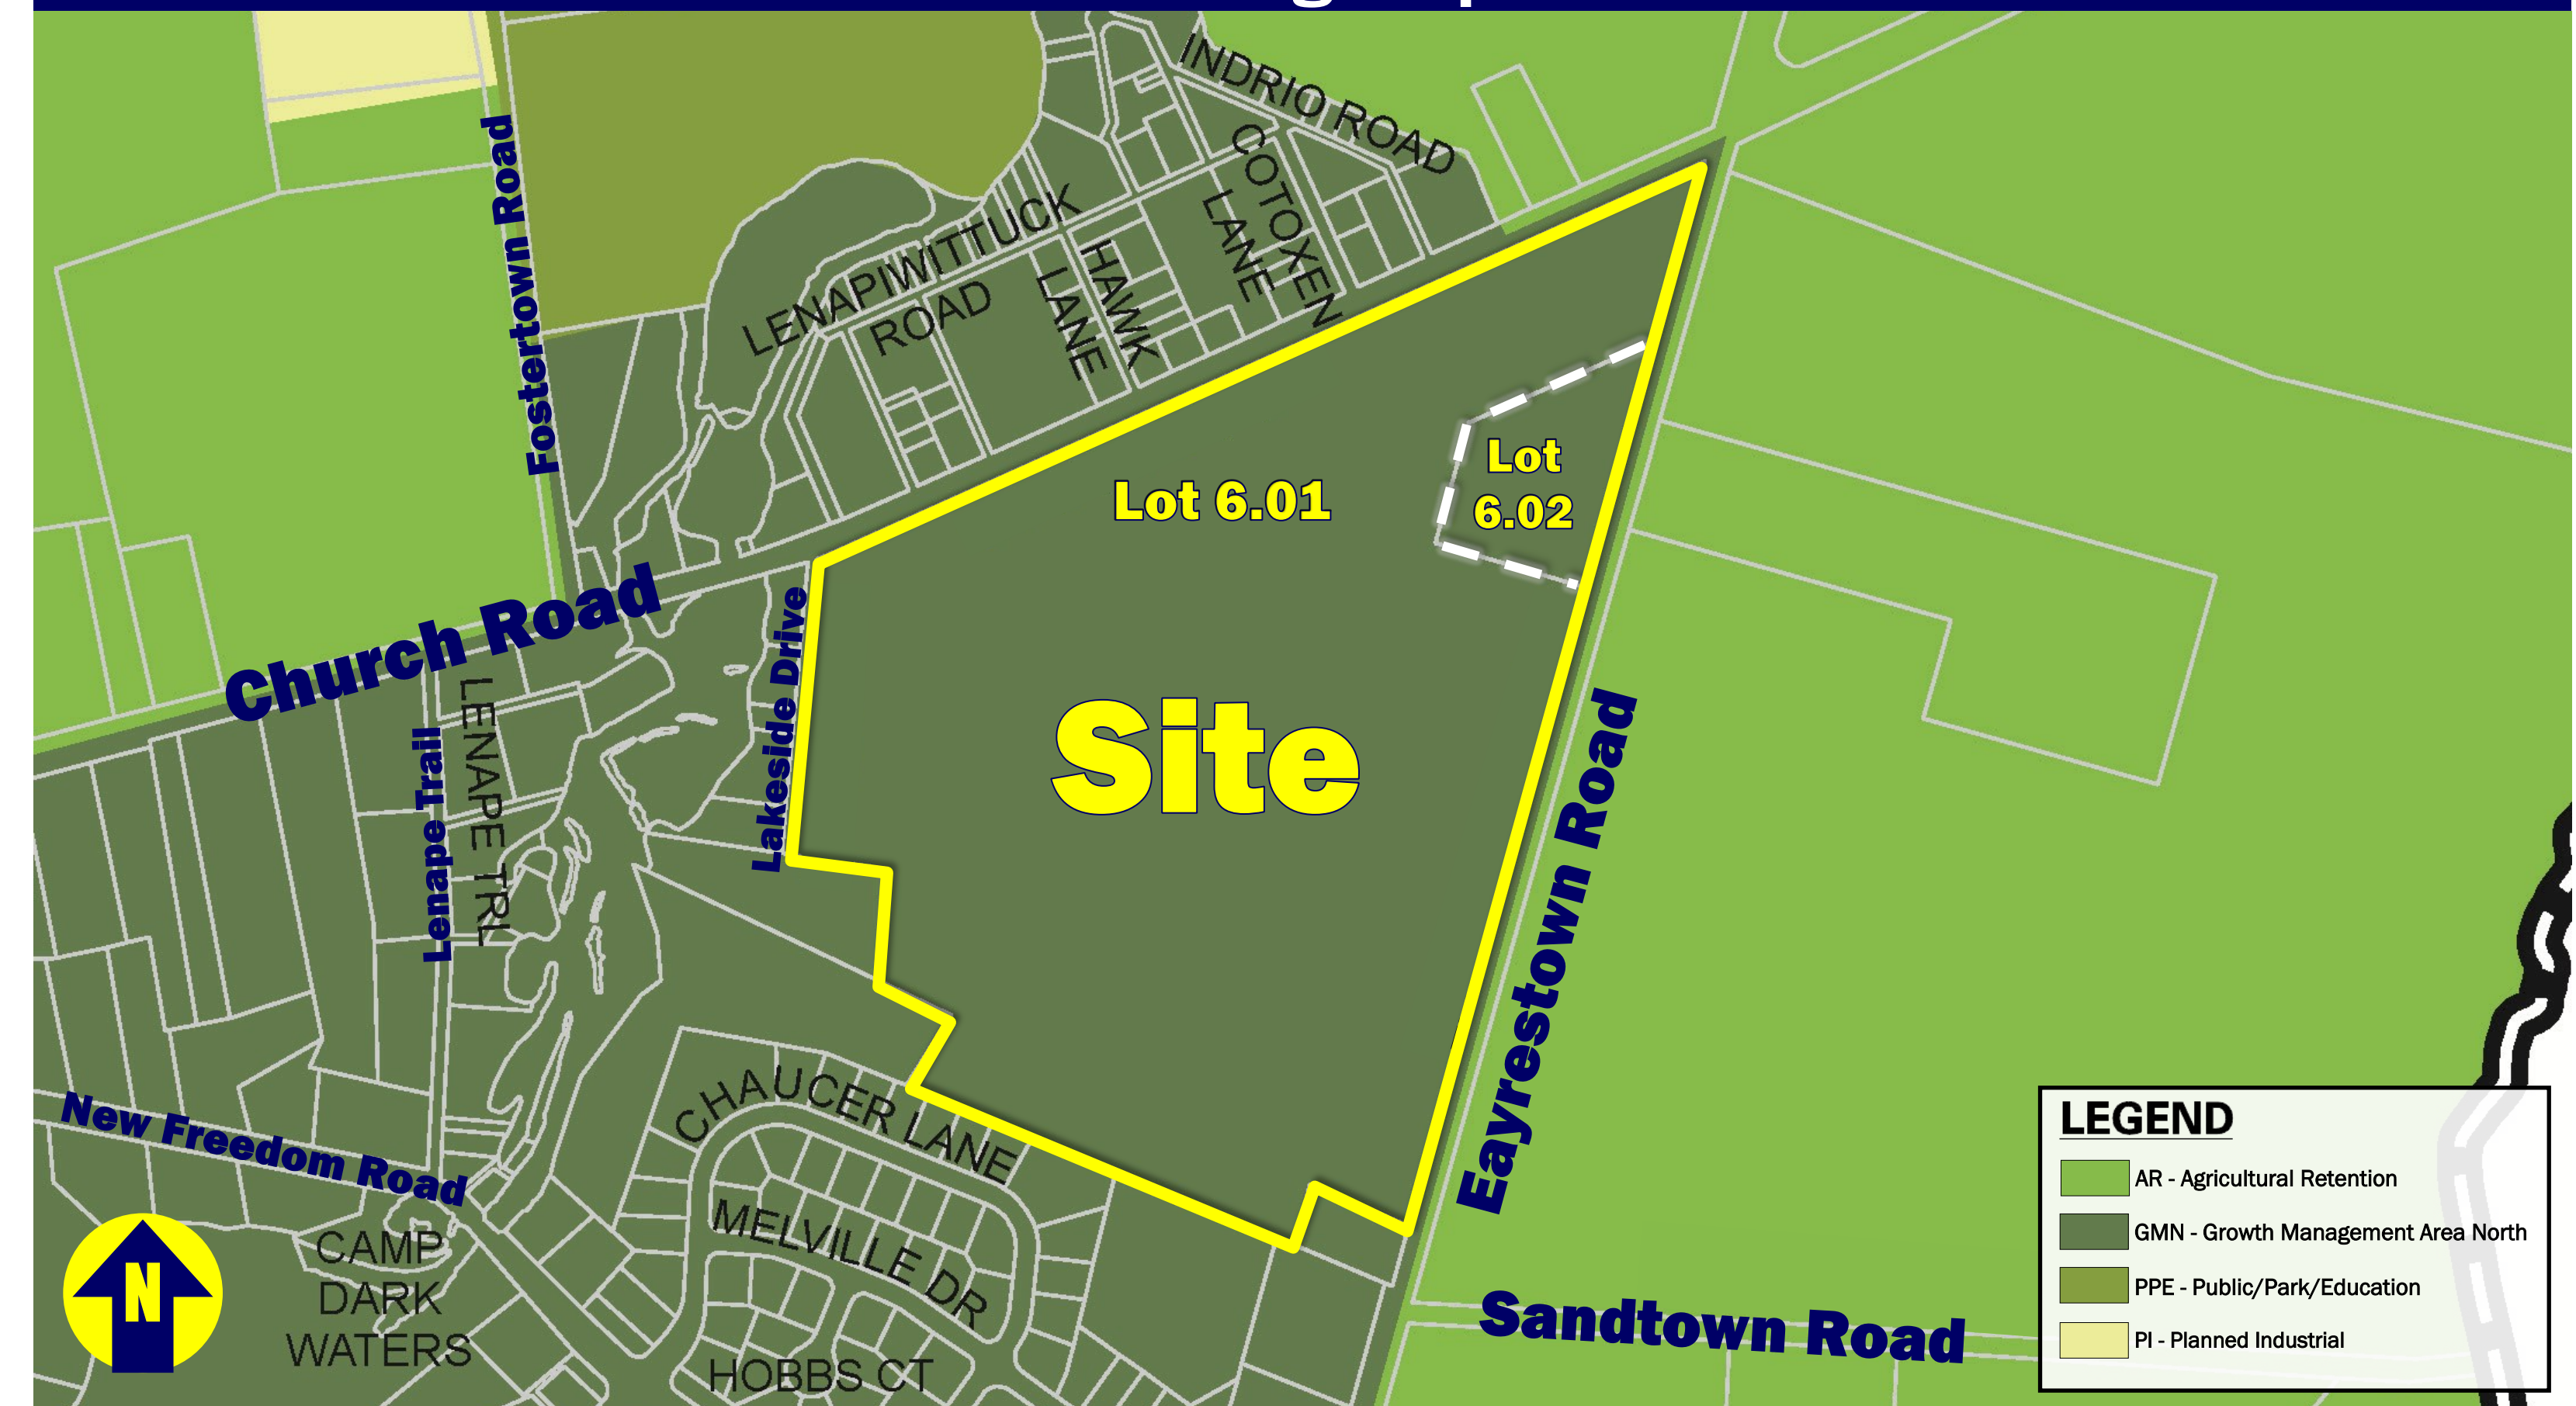 INDRIO ROAD
COTOXEN
LANE
LENAPIWITTUCK
ROAD
HAWK
LANE
Fostertown Road
Lot 6.01
Lot
6.02
Church Road
Lakeside Drive
Site
Lenape Trail
LENAPE TRL
Eayrestown Road
CHAUCER LANE
New Freedom Road
MELVILLE DR
CAMP
DARK
WATERS
HOBBS CT
Sandtown Road
N
LEGEND
AR - Agricultural Retention
GMN - Growth Management Area North
PPE - Public/Park/Education
PI - Planned Industrial